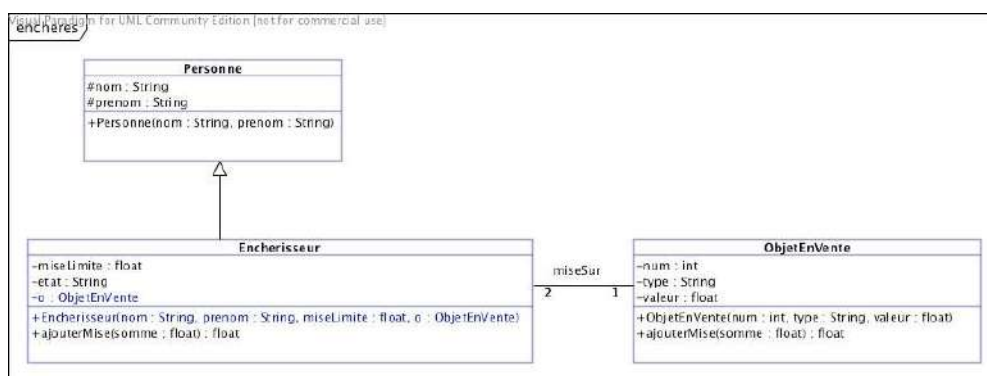 Visual Paradigm for UML Community Edition [not for commercial use]
encheres
Personne
#nom : String
#prenom : String
+Personne(nom : String, prenom : String)
Encherisseur
-miseLimite : float
-etat : String
-o : ObjetEnVente
+Encherisseur(nom : String, prenom : String, miseLimite : float, o : ObjetEnVente)
+ajouterMise(somme : float) : float
miseSur
2 1
ObjetEnVente
-num : int
-type : String
-valeur : float
+ObjetEnVente(num : int, type : String, valeur : float)
+ajouterMise(somme : float) : float